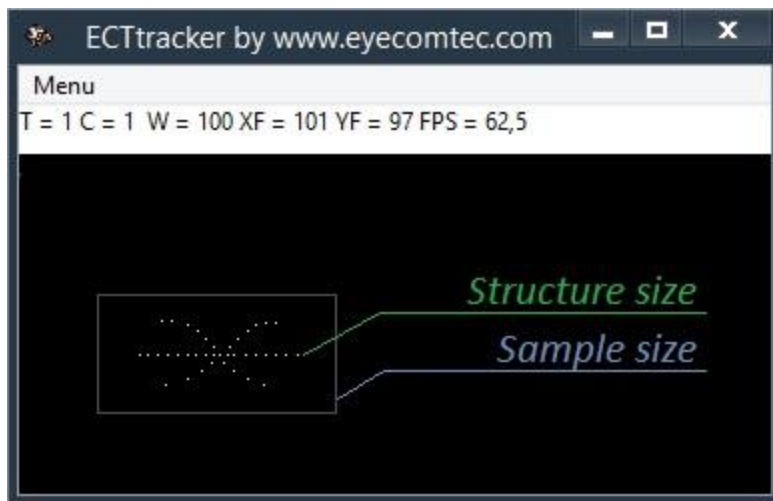 ECTtracker by www.eyecomtec.com
Menu
T = 1 C = 1  W = 100 XF = 101 YF = 97 FPS = 62,5
Structure size
Sample size